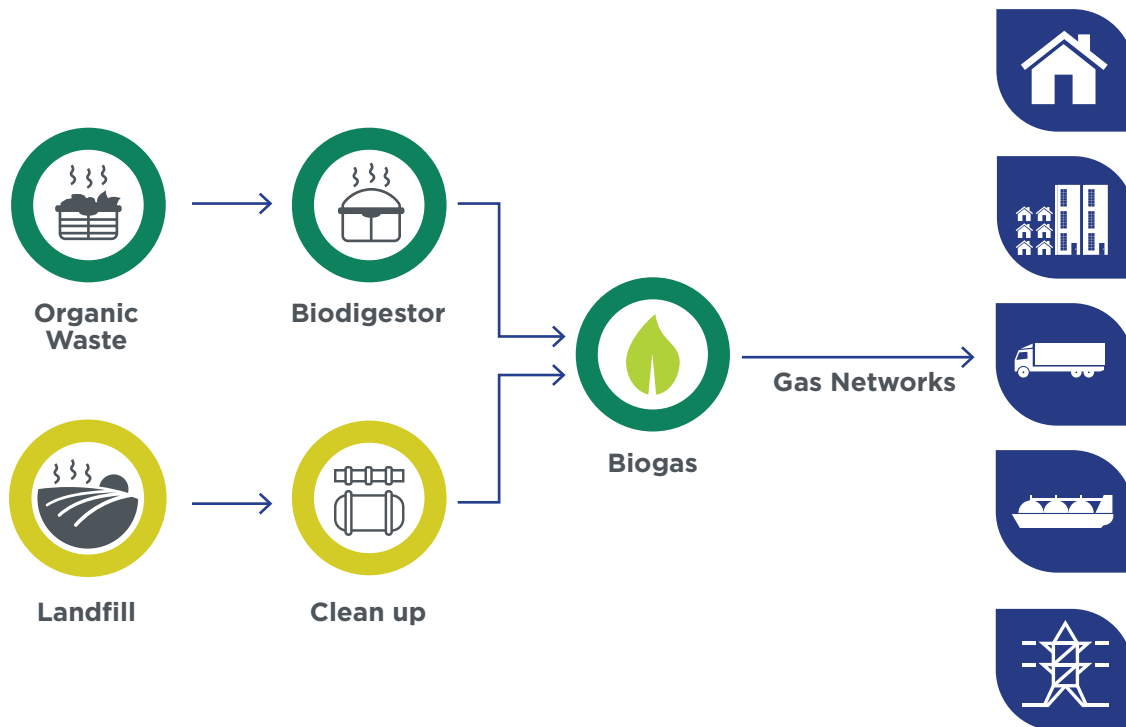 Organic
Waste
Biodigestor
Gas Networks
Biogas
Landfill
Clean up